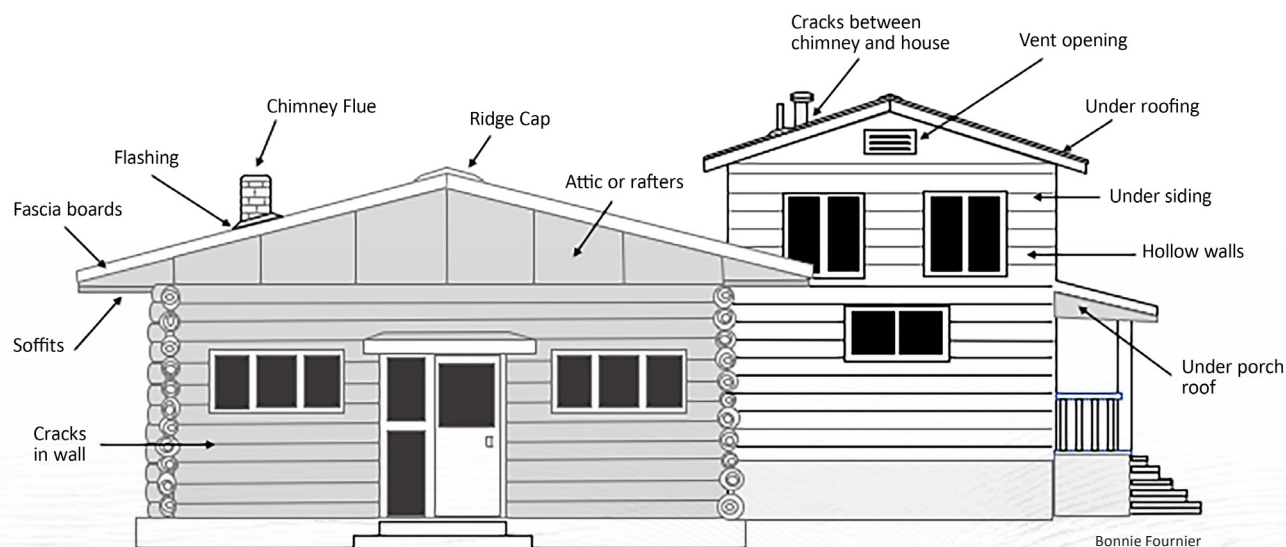 Cracks between
chimney and house
Vent opening
Chimney Flue
Ridge Cap
Under roofing
Flashing
Attic or rafters
Under siding
Fascia boards
Hollow walls
Soffits
Under porch
roof
Cracks
in wall
Bonnie Fournier